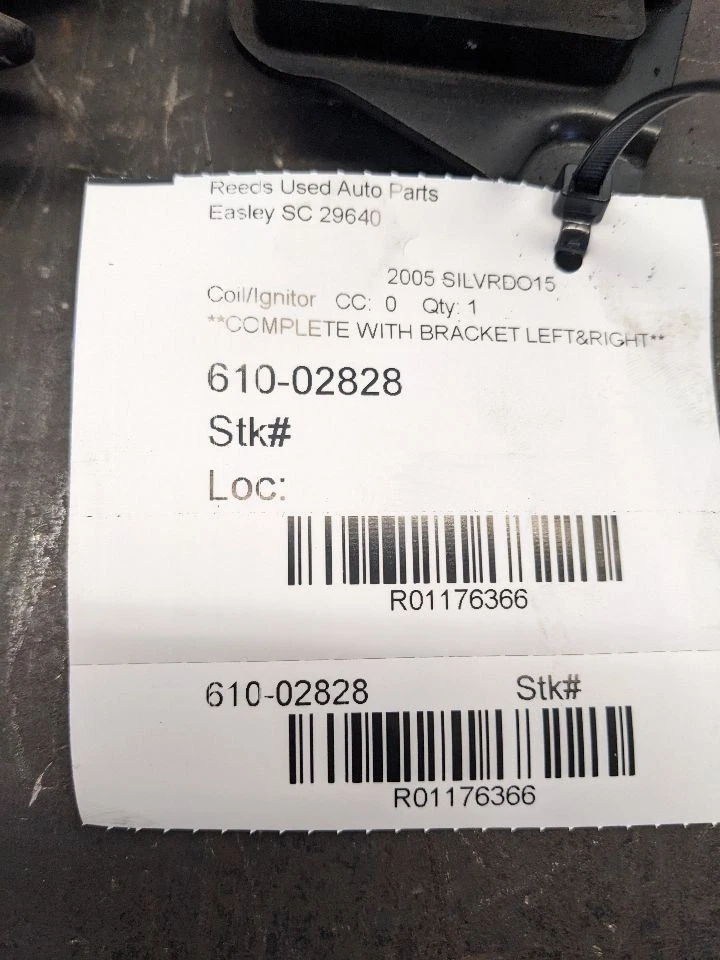 Reeds Used Auto Parts
Easley SC 29640
2005 SILVRDO15
Coil/Ignitor CC: 0 Qty: 1
**COMPLETE WITH BRACKET LEFT&RIGHT**
610-02828
Stk#
Loc:
R01176366
610-02828 Stk#
R01176366